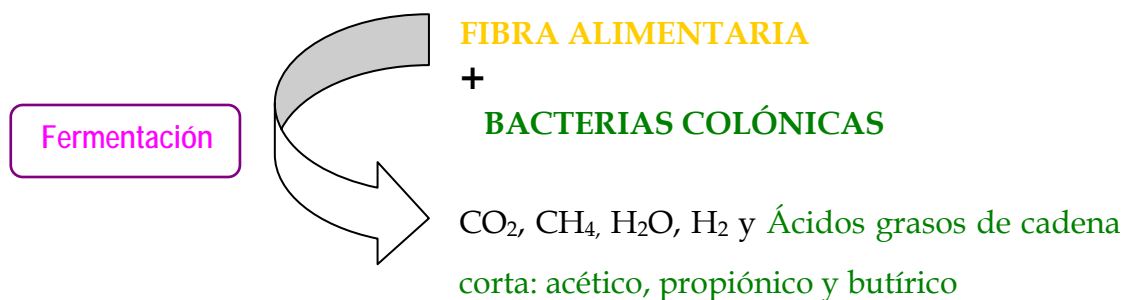 FIBRA ALIMENTARIA
+
BACTERIAS COLÓNICAS
Fermentación
CO₂, CH₄, H₂O, H₂ y Ácidos grasos de cadena
corta: acético, propiónico y butírico